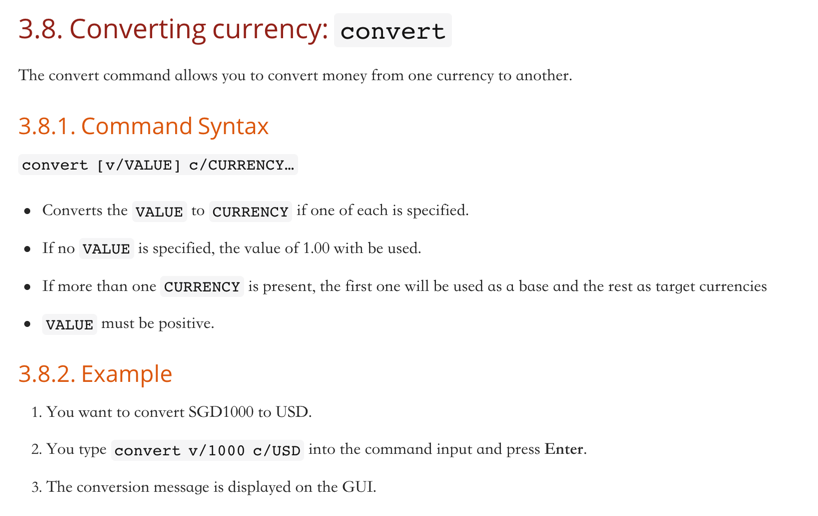 3.8. Converting currency: convert
The convert command allows you to convert money from one currency to another.
3.8.1. Command Syntax
convert [v/VALUE] c/CURRENCY…
• Converts the VALUE to CURRENCY if one of each is specified.
• If no VALUE is specified, the value of 1.00 with be used.
• If more than one CURRENCY is present, the first one will be used as a base and the rest as target currencies
• VALUE must be positive.
3.8.2. Example
1. You want to convert SGD1000 to USD.
2. You type convert v/1000 c/USD into the command input and press Enter.
3. The conversion message is displayed on the GUI.